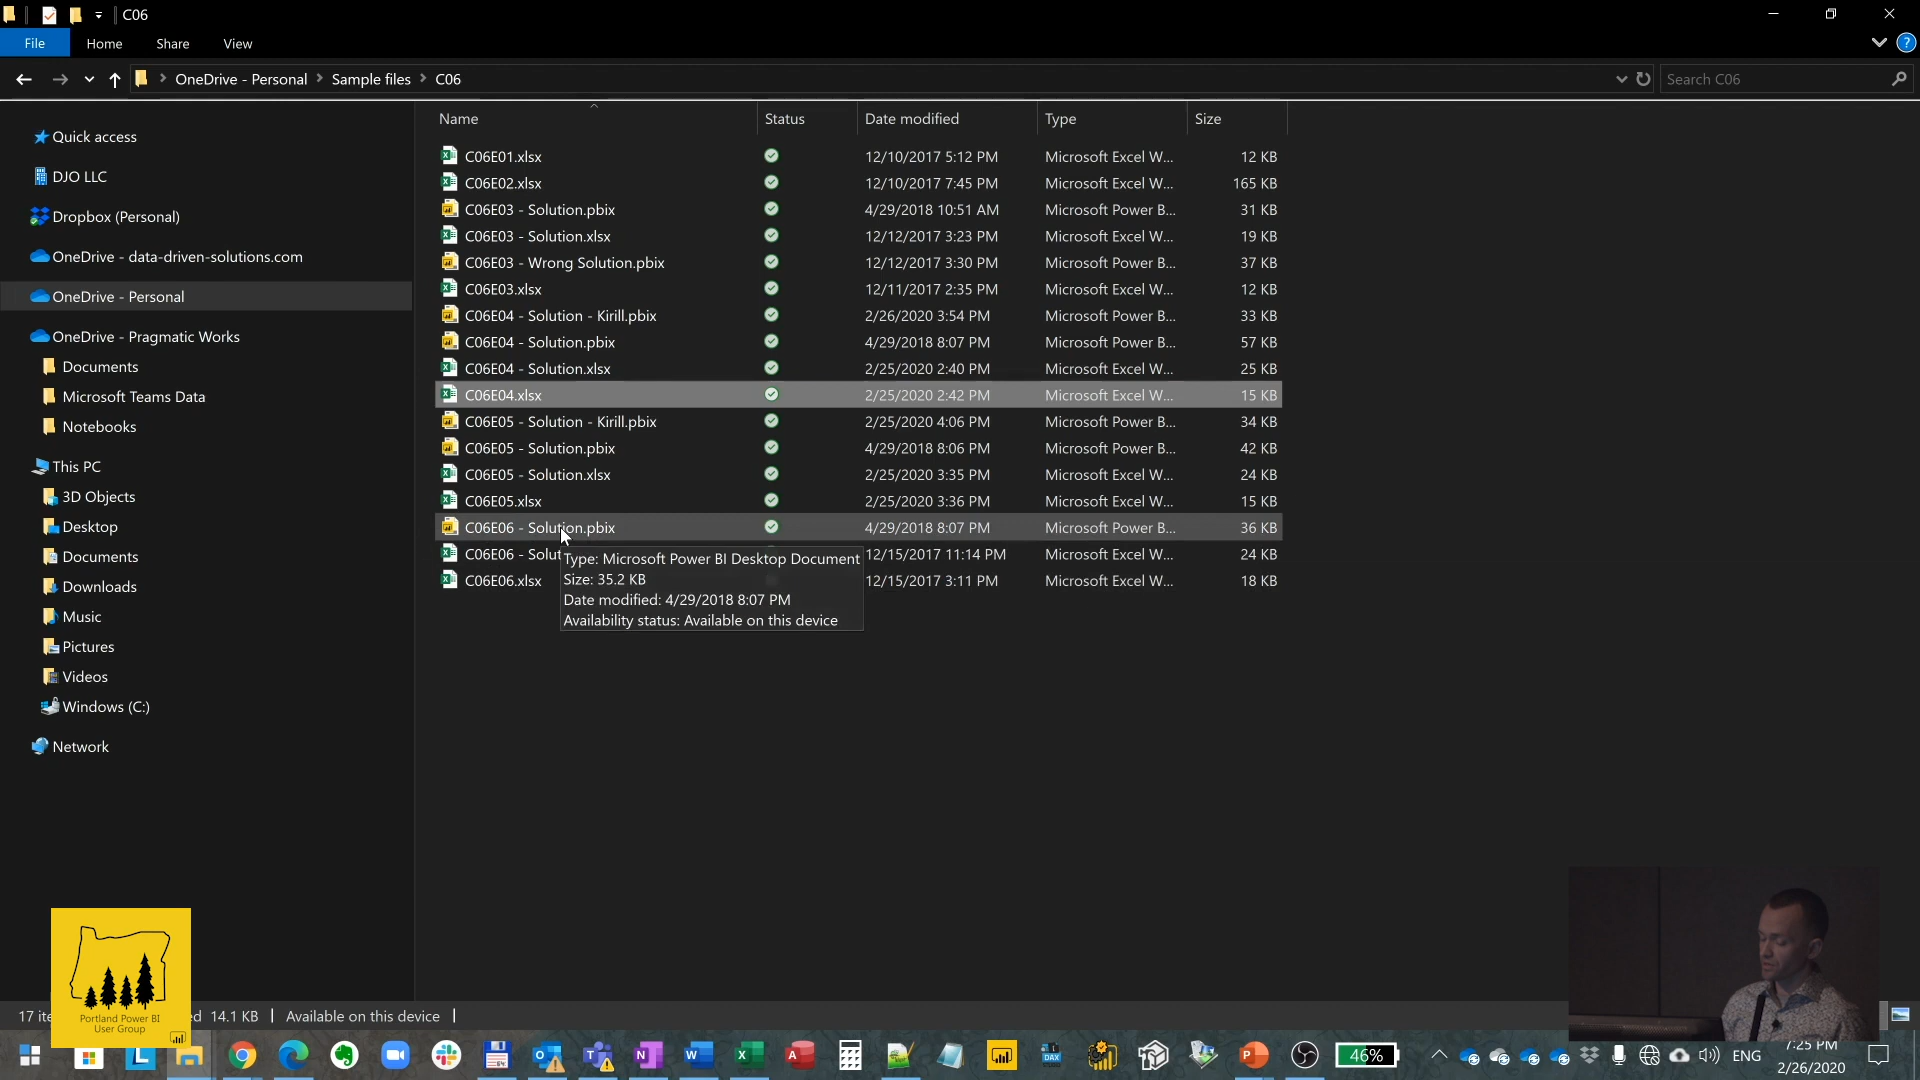 C06
File Home Share View
OneDrive - Personal Sample files C06 Search C06
Name Status Date modified Type Size
Quick access
DJO LLC
Dropbox (Personal)
OneDrive - data-driven-solutions.com
OneDrive - Personal
OneDrive - Pragmatic Works
Documents
Microsoft Teams Data
Notebooks
This PC
3D Objects
Desktop
Documents
Downloads
Music
Pictures
Videos
Windows (C:)
Network
C06E01.xlsx 12/10/2017 5:12 PM Microsoft Excel W... 12 KB
C06E02.xlsx 12/10/2017 7:45 PM Microsoft Excel W... 165 KB
C06E03 - Solution.pbix 4/29/2018 10:51 AM Microsoft Power B... 31 KB
C06E03 - Solution.xlsx 12/12/2017 3:23 PM Microsoft Excel W... 19 KB
C06E03 - Wrong Solution.pbix 12/12/2017 3:30 PM Microsoft Power B... 37 KB
C06E03.xlsx 12/11/2017 2:35 PM Microsoft Excel W... 12 KB
C06E04 - Solution - Kirill.pbix 2/26/2020 3:54 PM Microsoft Power B... 33 KB
C06E04 - Solution.pbix 4/29/2018 8:07 PM Microsoft Power B... 57 KB
C06E04 - Solution.xlsx 2/25/2020 2:40 PM Microsoft Excel W... 25 KB
C06E04.xlsx 2/25/2020 2:42 PM Microsoft Excel W... 15 KB
C06E05 - Solution - Kirill.pbix 2/25/2020 4:06 PM Microsoft Power B... 34 KB
C06E05 - Solution.pbix 4/29/2018 8:06 PM Microsoft Power B... 42 KB
C06E05 - Solution.xlsx 2/25/2020 3:35 PM Microsoft Excel W... 24 KB
C06E05.xlsx 2/25/2020 3:36 PM Microsoft Excel W... 15 KB
C06E06 - Solution.pbix 4/29/2018 8:07 PM Microsoft Power B... 36 KB
C06E06 - Solut 12/15/2017 11:14 PM Microsoft Excel W... 24 KB
C06E06.xlsx 12/15/2017 3:11 PM Microsoft Excel W... 18 KB
Type: Microsoft Power BI Desktop Document
Size: 35.2 KB
Date modified: 4/29/2018 8:07 PM
Availability status: Available on this device
Portland Power BI
User Group
17 ite ed 14.1 KB Available on this device
46% ENG 7:25 PM
2/26/2020